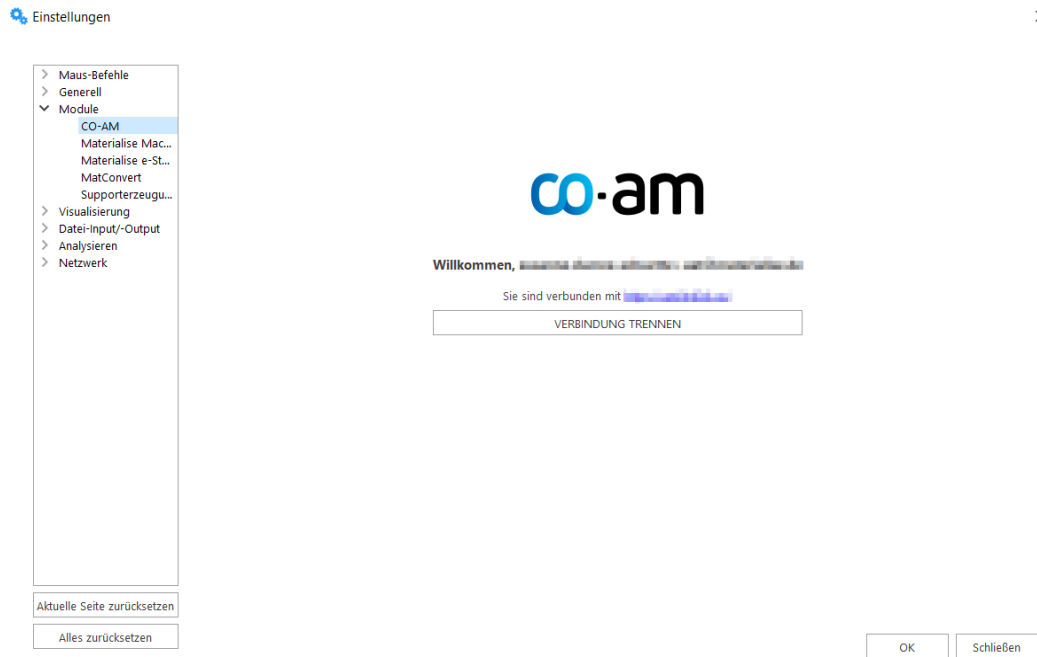 Einstellungen
Maus-Befehle
Generell
Module
CO-AM
Materialise Mac...
Materialise e-St...
MatConvert
Supporterzeugu...
Visualisierung
Datei-Input/-Output
Analysieren
Netzwerk
Aktuelle Seite zurücksetzen
Alles zurücksetzen
co·am
Willkommen,
Sie sind verbunden mit
VERBINDUNG TRENNEN
OK
Schließen